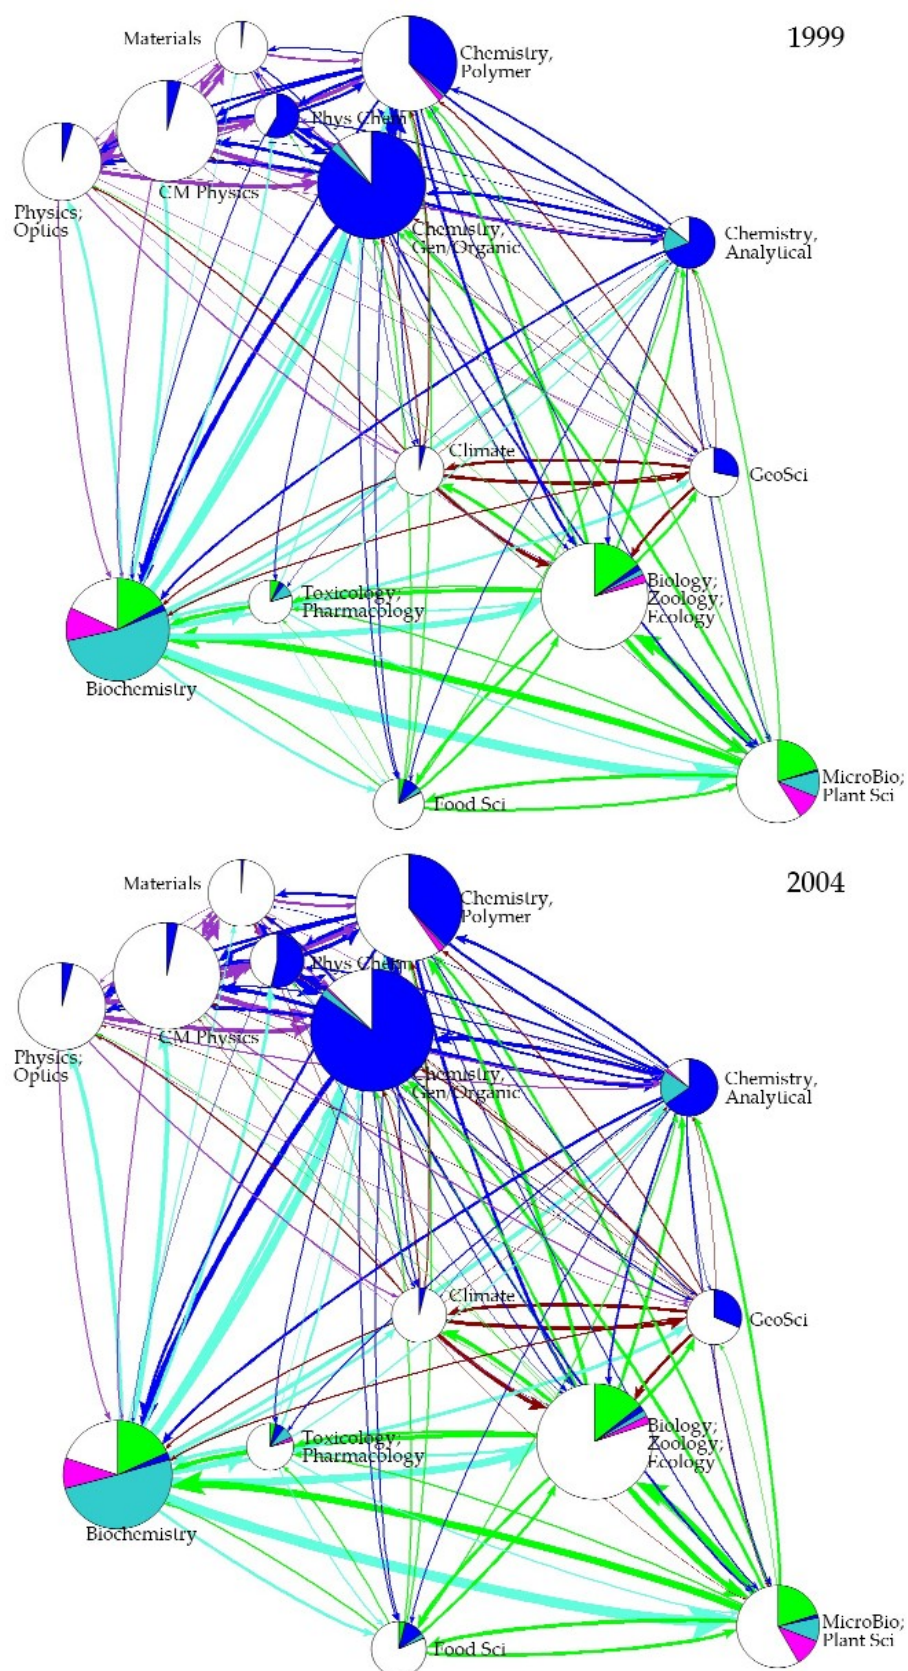 1999
Materials
Chemistry,
Polymer
Phys Chem
CM Physics
Physics;
Optics
Chemistry,
Gen/Organic
Chemistry,
Analytical
Climate
GeoSci
Toxicology;
Pharmacology
Biology;
Zoology;
Ecology
Biochemistry
MicroBio;
Plant Sci
Food Sci
2004
Materials
Chemistry,
Polymer
Phys Chem
CM Physics
Physics;
Optics
Chemistry,
Gen/Organic
Chemistry,
Analytical
Climate
GeoSci
Toxicology;
Pharmacology
Biology;
Zoology;
Ecology
Biochemistry
MicroBio;
Plant Sci
Food Sci